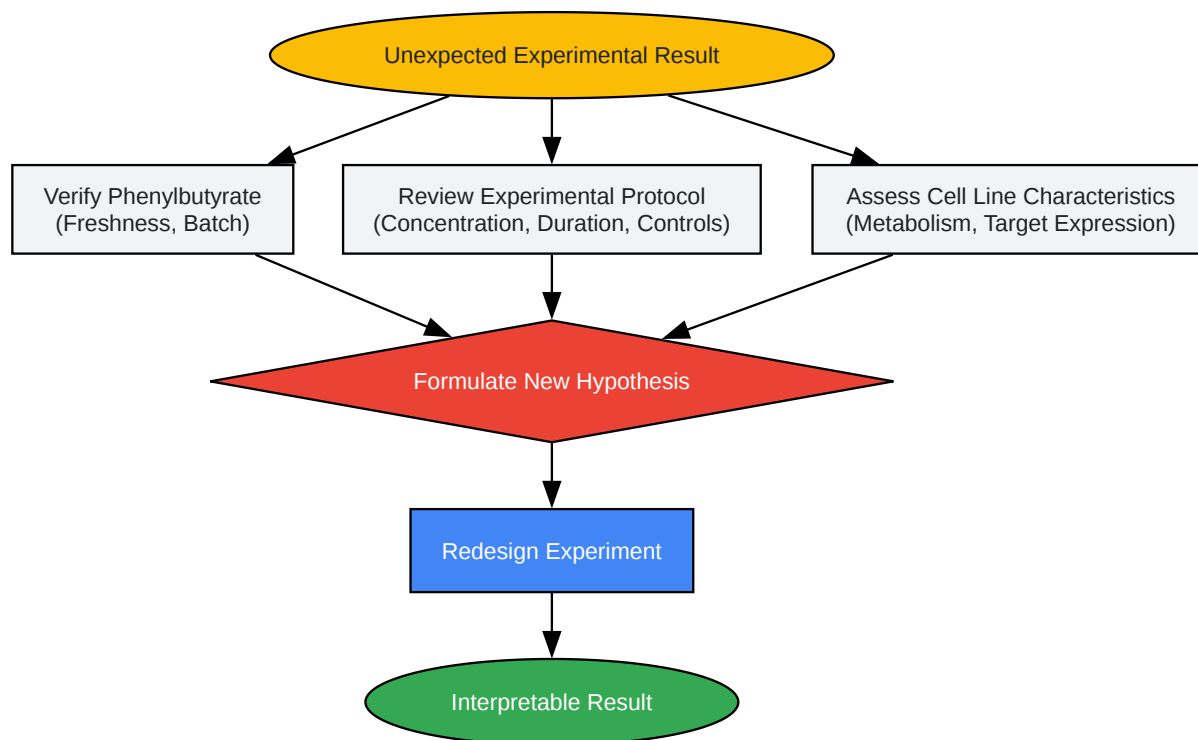 Unexpected Experimental Result
Verify Phenylbutyrate
(Freshness, Batch)
Review Experimental Protocol
(Concentration, Duration, Controls)
Assess Cell Line Characteristics
(Metabolism, Target Expression)
Formulate New Hypothesis
Redesign Experiment
Interpretable Result